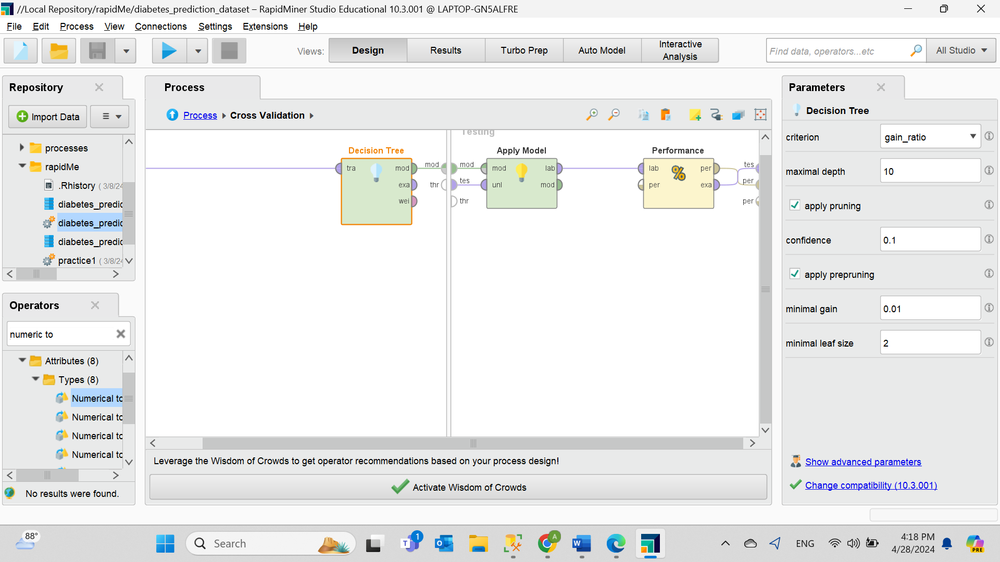 //Local Repository/rapidMe/diabetes_prediction_dataset – RapidMiner Studio Educational 10.3.001 @ LAPTOP-GN5ALFRE
File Edit Process View Connections Settings Extensions Help
Views: Design Results Turbo Prep Auto Model Interactive Analysis
Find data, operators...etc
All Studio
Repository
Import Data
processes
rapidMe
.Rhistory ( 3/8/24
diabetes_predic
diabetes_predic
diabetes_predic
practice1 ( 3/8/24
Operators
numeric to
Attributes (8)
Types (8)
Numerical to
Numerical to
Numerical to
Numerical to
No results were found.
Process
Process Cross Validation
Testing
Decision Tree
tra mod
exa
wei
mod
thr
mod
tes
thr
Apply Model
mod lab
unl mod
Performance
lab per
per exa
tes
per
per
Leverage the Wisdom of Crowds to get operator recommendations based on your process design!
Activate Wisdom of Crowds
Parameters
Decision Tree
criterion gain_ratio
maximal depth 10
apply pruning
confidence 0.1
apply prepruning
minimal gain 0.01
minimal leaf size 2
Show advanced parameters
Change compatibility (10.3.001)
88°
Search
1
A
ENG
4:18 PM
4/28/2024
PRE